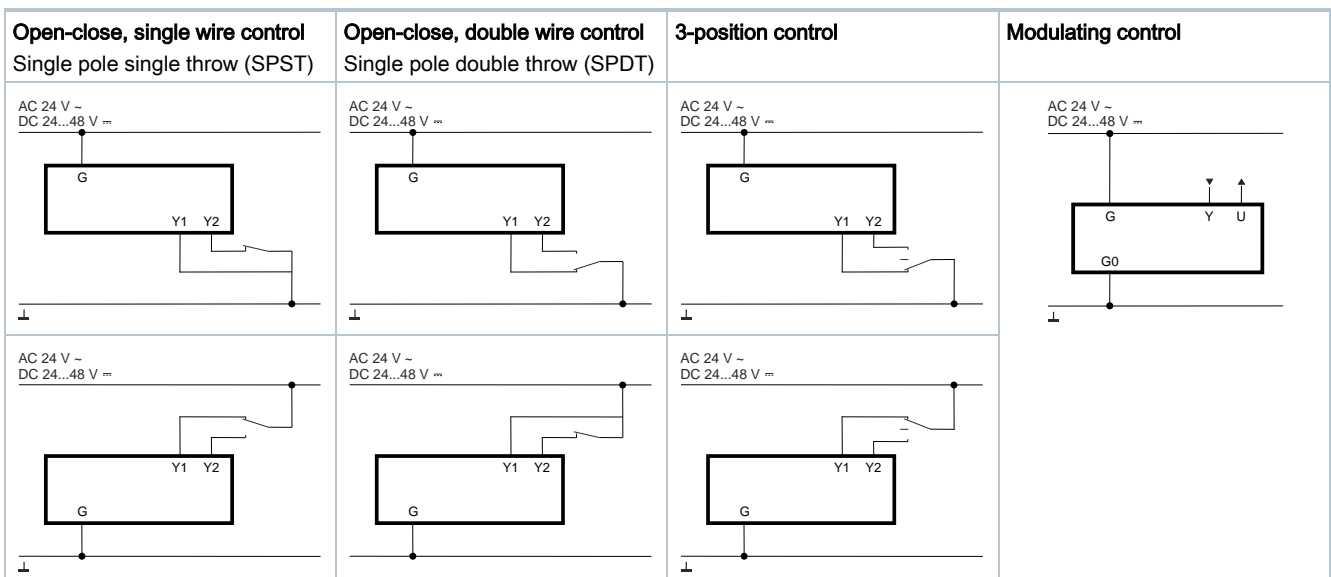 Open-close, single wire control
Single pole single throw (SPST)
Open-close, double wire control
Single pole double throw (SPDT)
3-position control
Modulating control
AC 24 V ~
DC 24...48 V ⎓
G
Y1 Y2
AC 24 V ~
DC 24...48 V ⎓
G
Y1 Y2
AC 24 V ~
DC 24...48 V ⎓
G
Y1 Y2
AC 24 V ~
DC 24...48 V ⎓
G Y U
G0
AC 24 V ~
DC 24...48 V ⎓
Y1 Y2
G
AC 24 V ~
DC 24...48 V ⎓
Y1 Y2
G
AC 24 V ~
DC 24...48 V ⎓
Y1 Y2
G